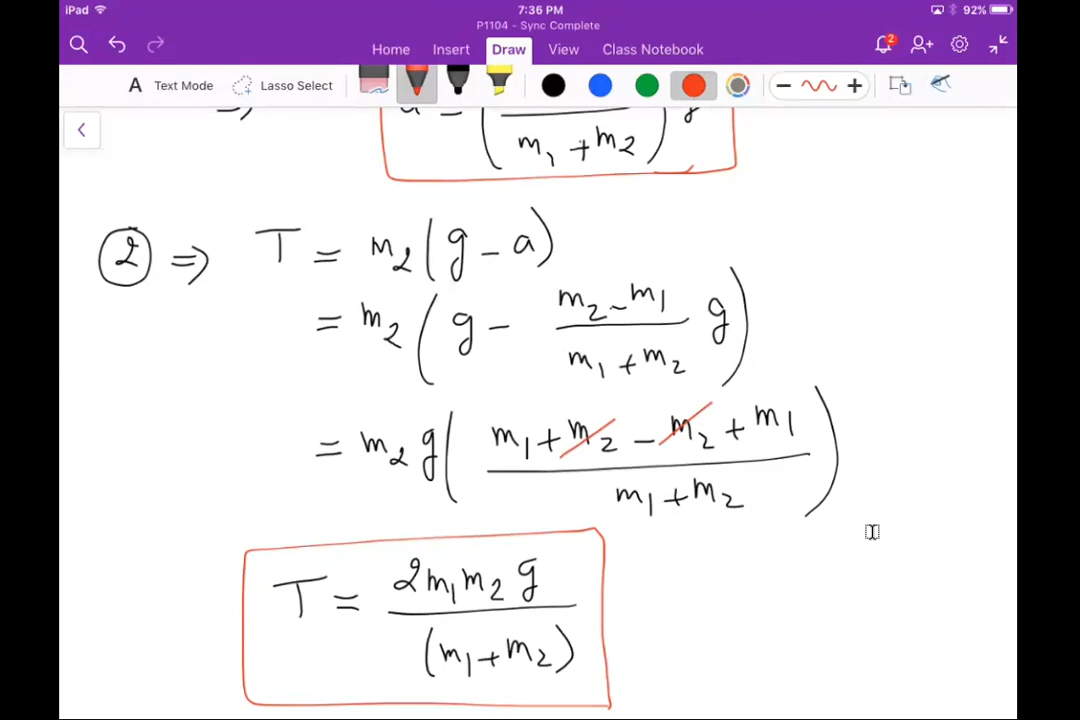 iPad 7:36 PM 92%
P1104 - Sync Complete
Home Insert Draw View Class Notebook 2
A Text Mode Lasso Select
m₁ + m₂ g
② ⇒ T = m₂(g - a)
= m₂(g - (m₂ - m₁)/(m₁ + m₂) g)
= m₂g((m₁ + m₂ - m₂ + m₁)/(m₁ + m₂))
T = 2m₁m₂g/(m₁ + m₂)